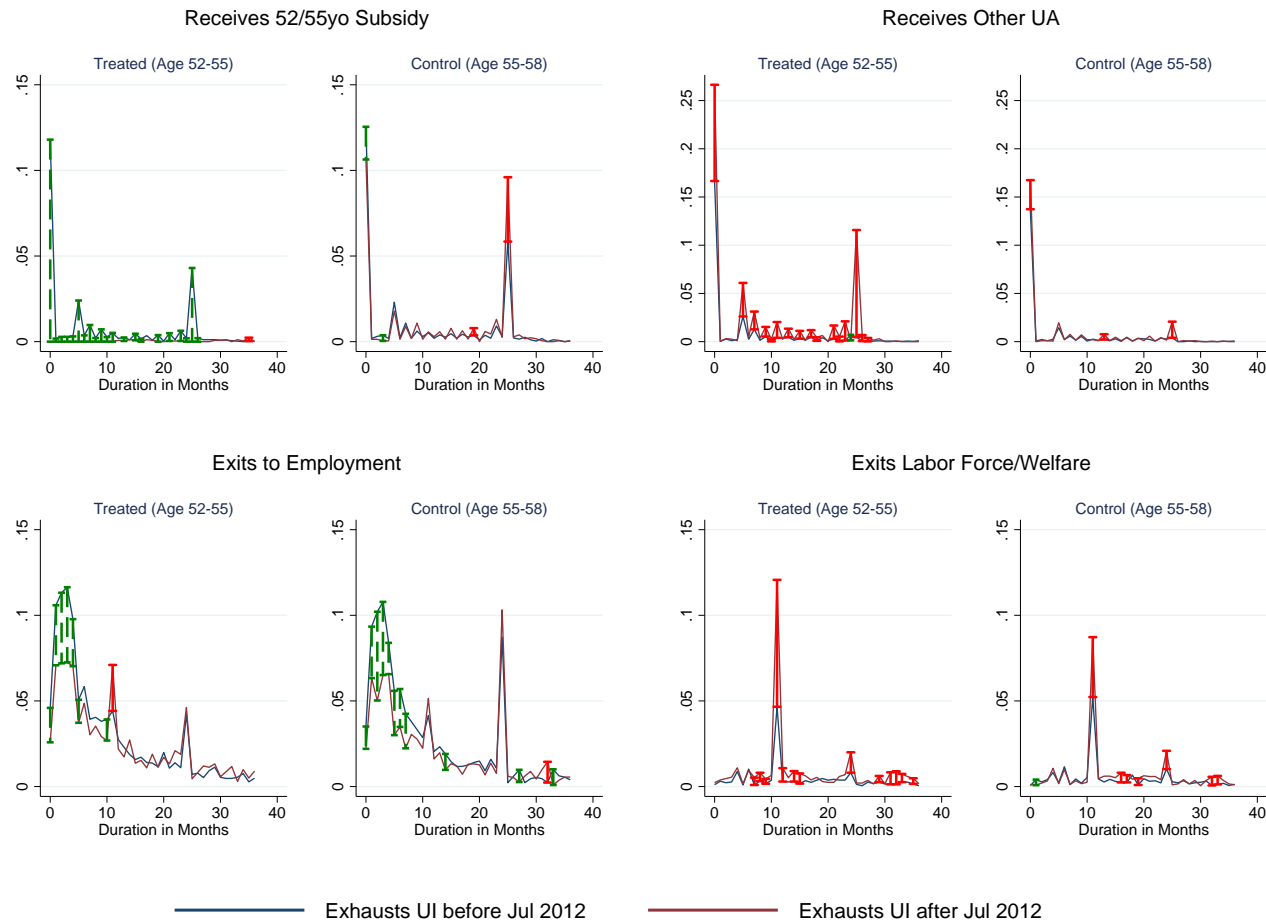 Receives 52/55yo Subsidy
Treated (Age 52-55)
Control (Age 55-58)
0 .05 .1 .15
0 10 20 30 40
Duration in Months
0 .05 .1 .15
0 10 20 30 40
Duration in Months
Receives Other UA
Treated (Age 52-55)
Control (Age 55-58)
0 .05 .1 .15 .2 .25
0 10 20 30 40
Duration in Months
0 .05 .1 .15 .2 .25
0 10 20 30 40
Duration in Months
Exits to Employment
Treated (Age 52-55)
Control (Age 55-58)
0 .05 .1 .15
0 10 20 30 40
Duration in Months
0 .05 .1 .15
0 10 20 30 40
Duration in Months
Exits Labor Force/Welfare
Treated (Age 52-55)
Control (Age 55-58)
0 .05 .1 .15
0 10 20 30 40
Duration in Months
0 .05 .1 .15
0 10 20 30 40
Duration in Months
Exhausts UI before Jul 2012
Exhausts UI after Jul 2012